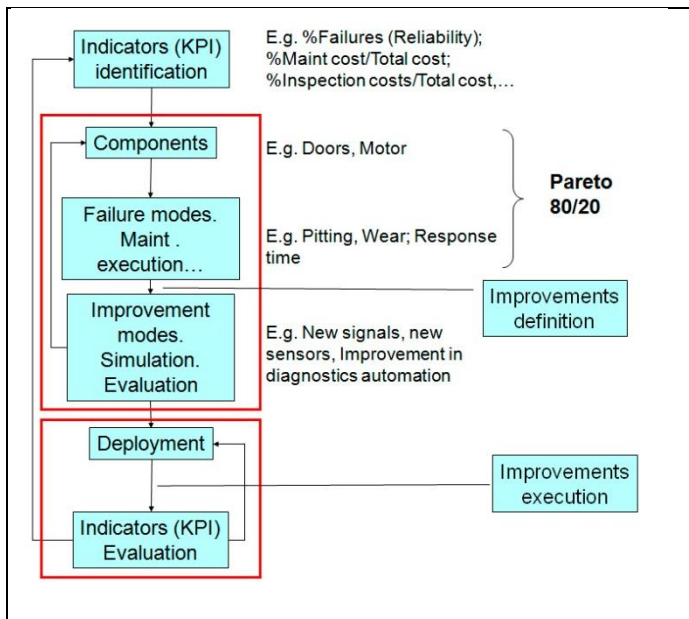 Indicators (KPI)
identification
E.g. %Failures (Reliability);
%Maint cost/Total cost;
%Inspection costs/Total cost,...
Components
E.g. Doors, Motor
Pareto
80/20
Failure modes.
Maint .
execution...
E.g. Pitting, Wear; Response
time
Improvements
definition
Improvement
modes.
Simulation.
Evaluation
E.g. New signals, new
sensors, Improvement in
diagnostics automation
Deployment
Improvements
execution
Indicators (KPI)
Evaluation